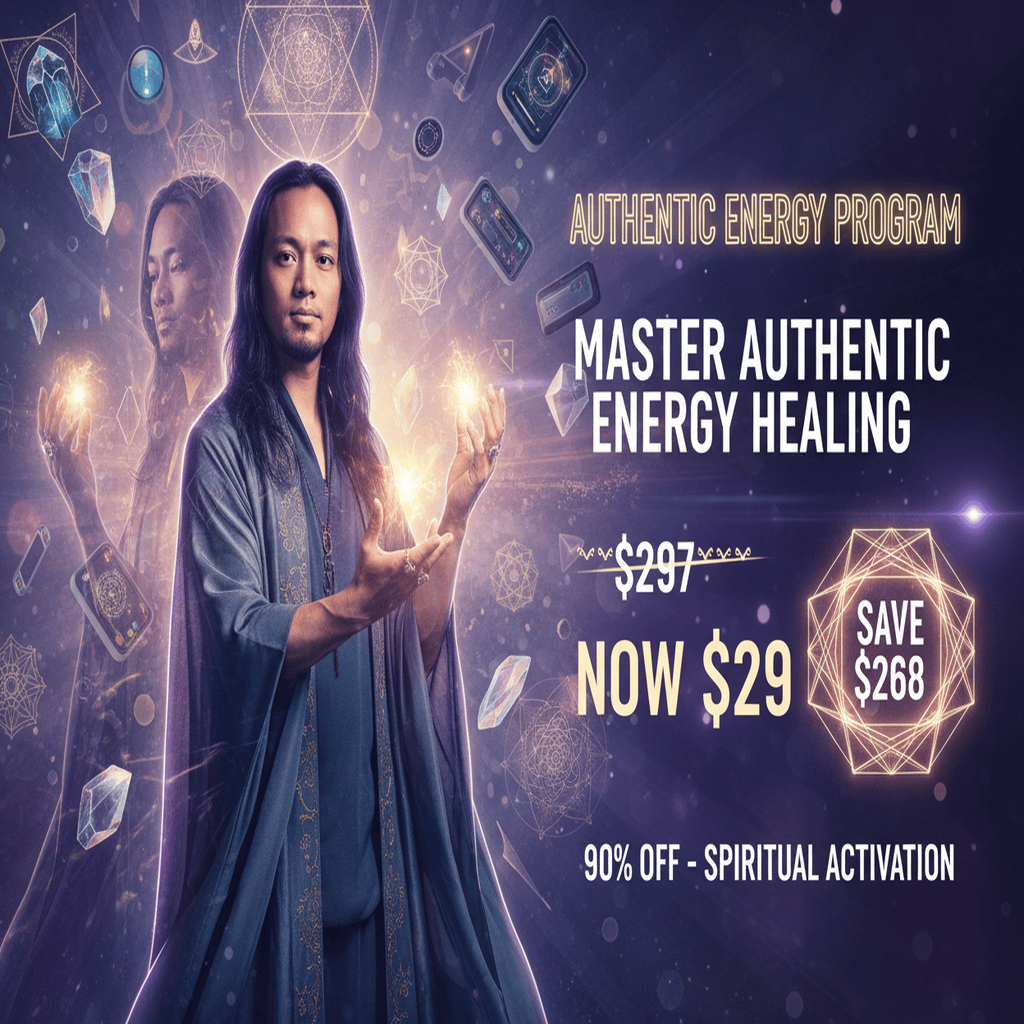 AUTHENTIC ENERGY PROGRAM
MASTER AUTHENTIC
ENERGY HEALING
$297
NOW $29
SAVE
$268
90% OFF - SPIRITUAL ACTIVATION